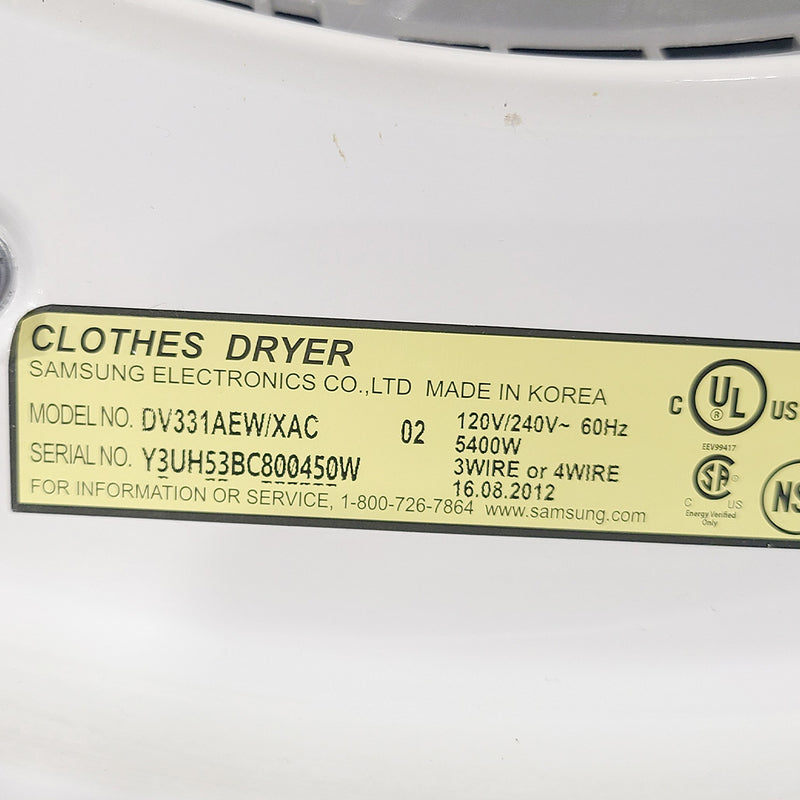 CLOTHES DRYER
SAMSUNG ELECTRONICS CO.,LTD MADE IN KOREA
MODEL NO. DV331AEW/XAC 02
SERIAL NO. Y3UH53BC800450W
120V/240V~ 60Hz
5400W
3WIRE or 4WIRE
16.08.2012
FOR INFORMATION OR SERVICE, 1-800-726-7864 www.samsung.com
C UL ® US
EEV99417
SA
C US
Energy Verified
Only
NS